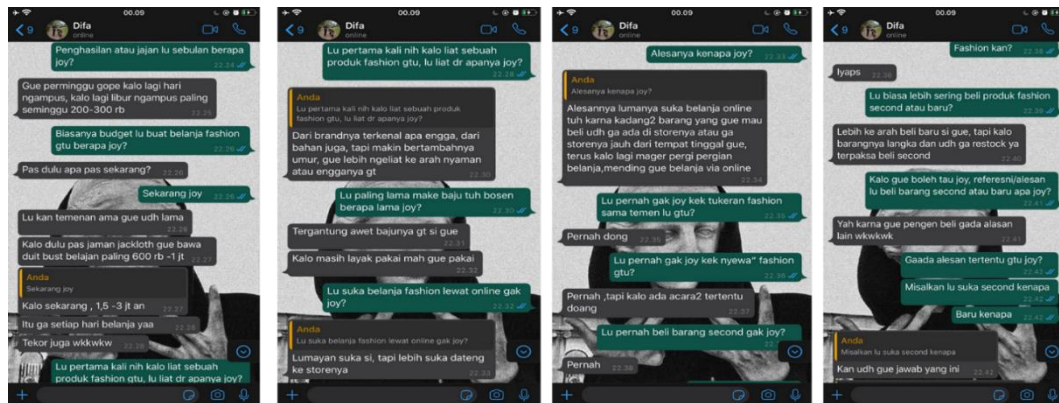 00.09
9
Difa
online
Penghasilan atau jajan lu sebulan berapa
joy?
22.24
Gue perminggu gope kalo lagi hari
ngampus, kalo lagi libur ngampus paling
seminggu 200-300 rb
22.25
Biasanya budget lu buat belanja fashion
gtu berapa joy?
22.26
Pas dulu apa pas sekarang?
22.26
Sekarang joy
22.26
Lu kan temenan ama gue udh lama
22.26
Kalo dulu pas jaman jackloth gue bawa
duit bust belajan paling 600 rb -1 jt
22.27
Anda
Sekarang joy
Kalo sekarang , 1,5 -3 jt an
22.27
Itu ga setiap hari belanja yaa
22.28
Tekor juga wkkwkw
22.28
Lu pertama kali nih kalo liat sebuah
produk fashion gtu, lu liat dr apanya joy?
00.09
9
Difa
online
Lu pertama kali nih kalo liat sebuah
produk fashion gtu, lu liat dr apanya joy?
22.28
Anda
Lu pertama kali nih kalo liat sebuah produk
fashion gtu, lu liat dr apanya joy?
Dari brandnya terkenal apa engga, dari
bahan juga, tapi makin bertambahnya
umur, gue lebih ngeliat ke arah nyaman
atau engganya gt
22.30
Lu paling lama make baju tuh bosen
berapa lama joy?
22.30
Tergantung awet bajunya gt si gue
22.31
Kalo masih layak pakai mah gue pakai
22.32
Lu suka belanja fashion lewat online gak
joy?
22.32
Anda
Lu suka belanja fashion lewat online gak joy?
Lumayan suka si, tapi lebih suka dateng
ke storenya
22.33
00.09
9
Difa
online
Alesanya kenapa joy?
22.33
Anda
Alesanya kenapa joy?
Alesannya lumanya suka belanja online
tuh karna kadang2 barang yang gue mau
beli udh ga ada di storenya atau ga
storenya jauh dari tempat tinggal gue,
terus kalo lagi mager pergi pergian
belanja,mending gue belanja via online
22.34
Lu pernah gak joy kek tukeran fashion
sama temen lu gtu?
22.35
Pernah dong
22.35
Lu pernah gak joy kek nyewa" fashion
gtu?
22.36
Pernah ,tapi kalo ada acara2 tertentu
doang
22.37
Lu pernah beli barang second gak joy?
Pernah
22.38
00.09
9
Difa
online
Fashion kan?
22.38
Iyaps
22.38
Lu biasa lebih sering beli produk fashion
second atau baru?
22.39
Lebih ke arah beli baru si gue, tapi kalo
barangnya langka dan udh ga restock ya
terpaksa beli second
22.40
Kalo gue boleh tau joy, referesni/alesan
lu beli barang second atau baru apa joy?
22.41
Yah karna gue pengen beli gada alasan
lain wkwkwk
22.41
Gaada alesan tertentu gtu joy?
22.42
Misalkan lu suka second kenapa
22.42
Baru kenapa
22.42
Anda
Misalkan lu suka second kenapa
Kan udh gue jawab yang ini
22.42